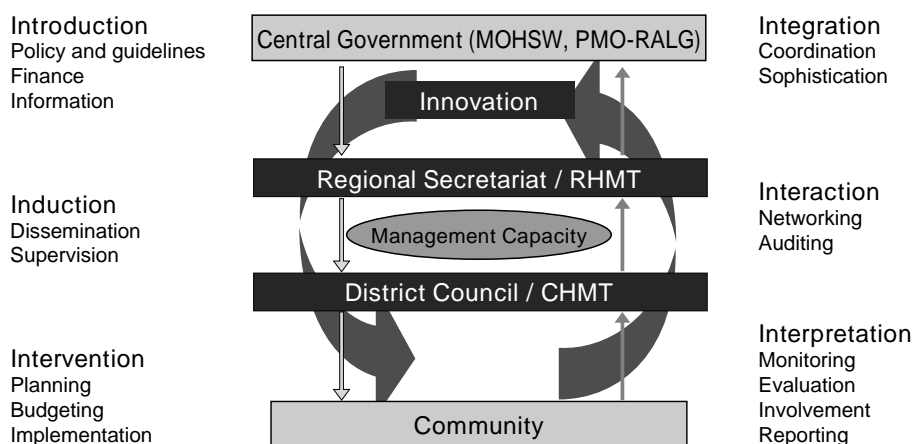 Introduction
Policy and guidelines
Finance
Information
Induction
Dissemination
Supervision
Intervention
Planning
Budgeting
Implementation
Central Government (MOHSW, PMO-RALG)
Innovation
Regional Secretariat / RHMT
Management Capacity
District Council / CHMT
Community
Integration
Coordination
Sophistication
Interaction
Networking
Auditing
Interpretation
Monitoring
Evaluation
Involvement
Reporting